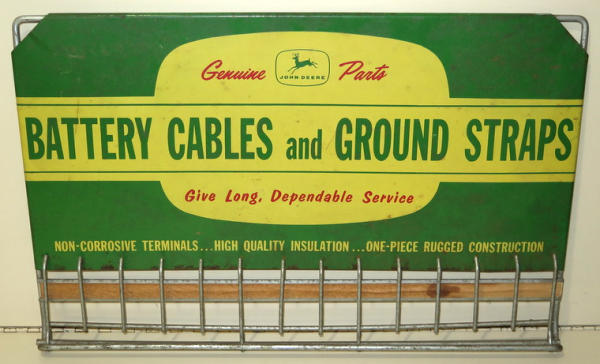 Genuine JOHN DEERE Parts
BATTERY CABLES and GROUND STRAPS
Give Long, Dependable Service
NON-CORROSIVE TERMINALS...HIGH QUALITY INSULATION...ONE-PIECE RUGGED CONSTRUCTION